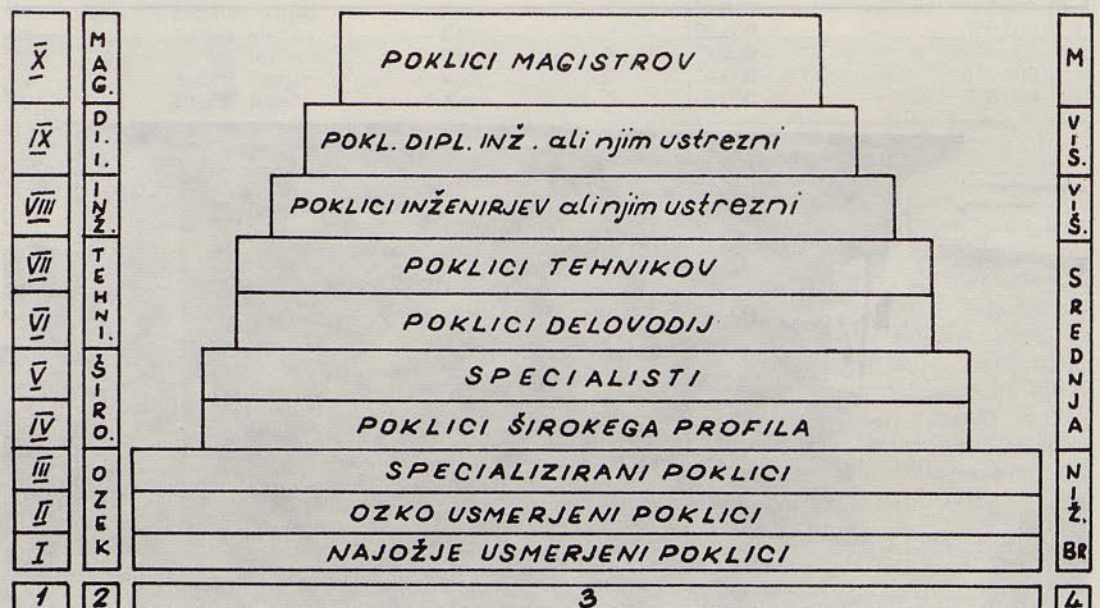 X MAG. POKLICI MAGISTROV M
IX D.I. POKL. DIPL. INŽ. ali njim ustrezni VIS.
VIII INŽ. POKLICI INŽENIRJEV ali njim ustrezni VIŠ.
VII TEHNI. POKLICI TEHNIKOV SREDNJA
VI POKLICI DELOVODIJ
V ŠIRO. SPECIALISTI
IV POKLICI ŠIROKEGA PROFILA
III OZEK SPECIALIZIRANI POKLICI NIŽ.
II OZKO USMERJENI POKLICI
I NAJOŽJE USMERJENI POKLICI BR
1 2 3 4